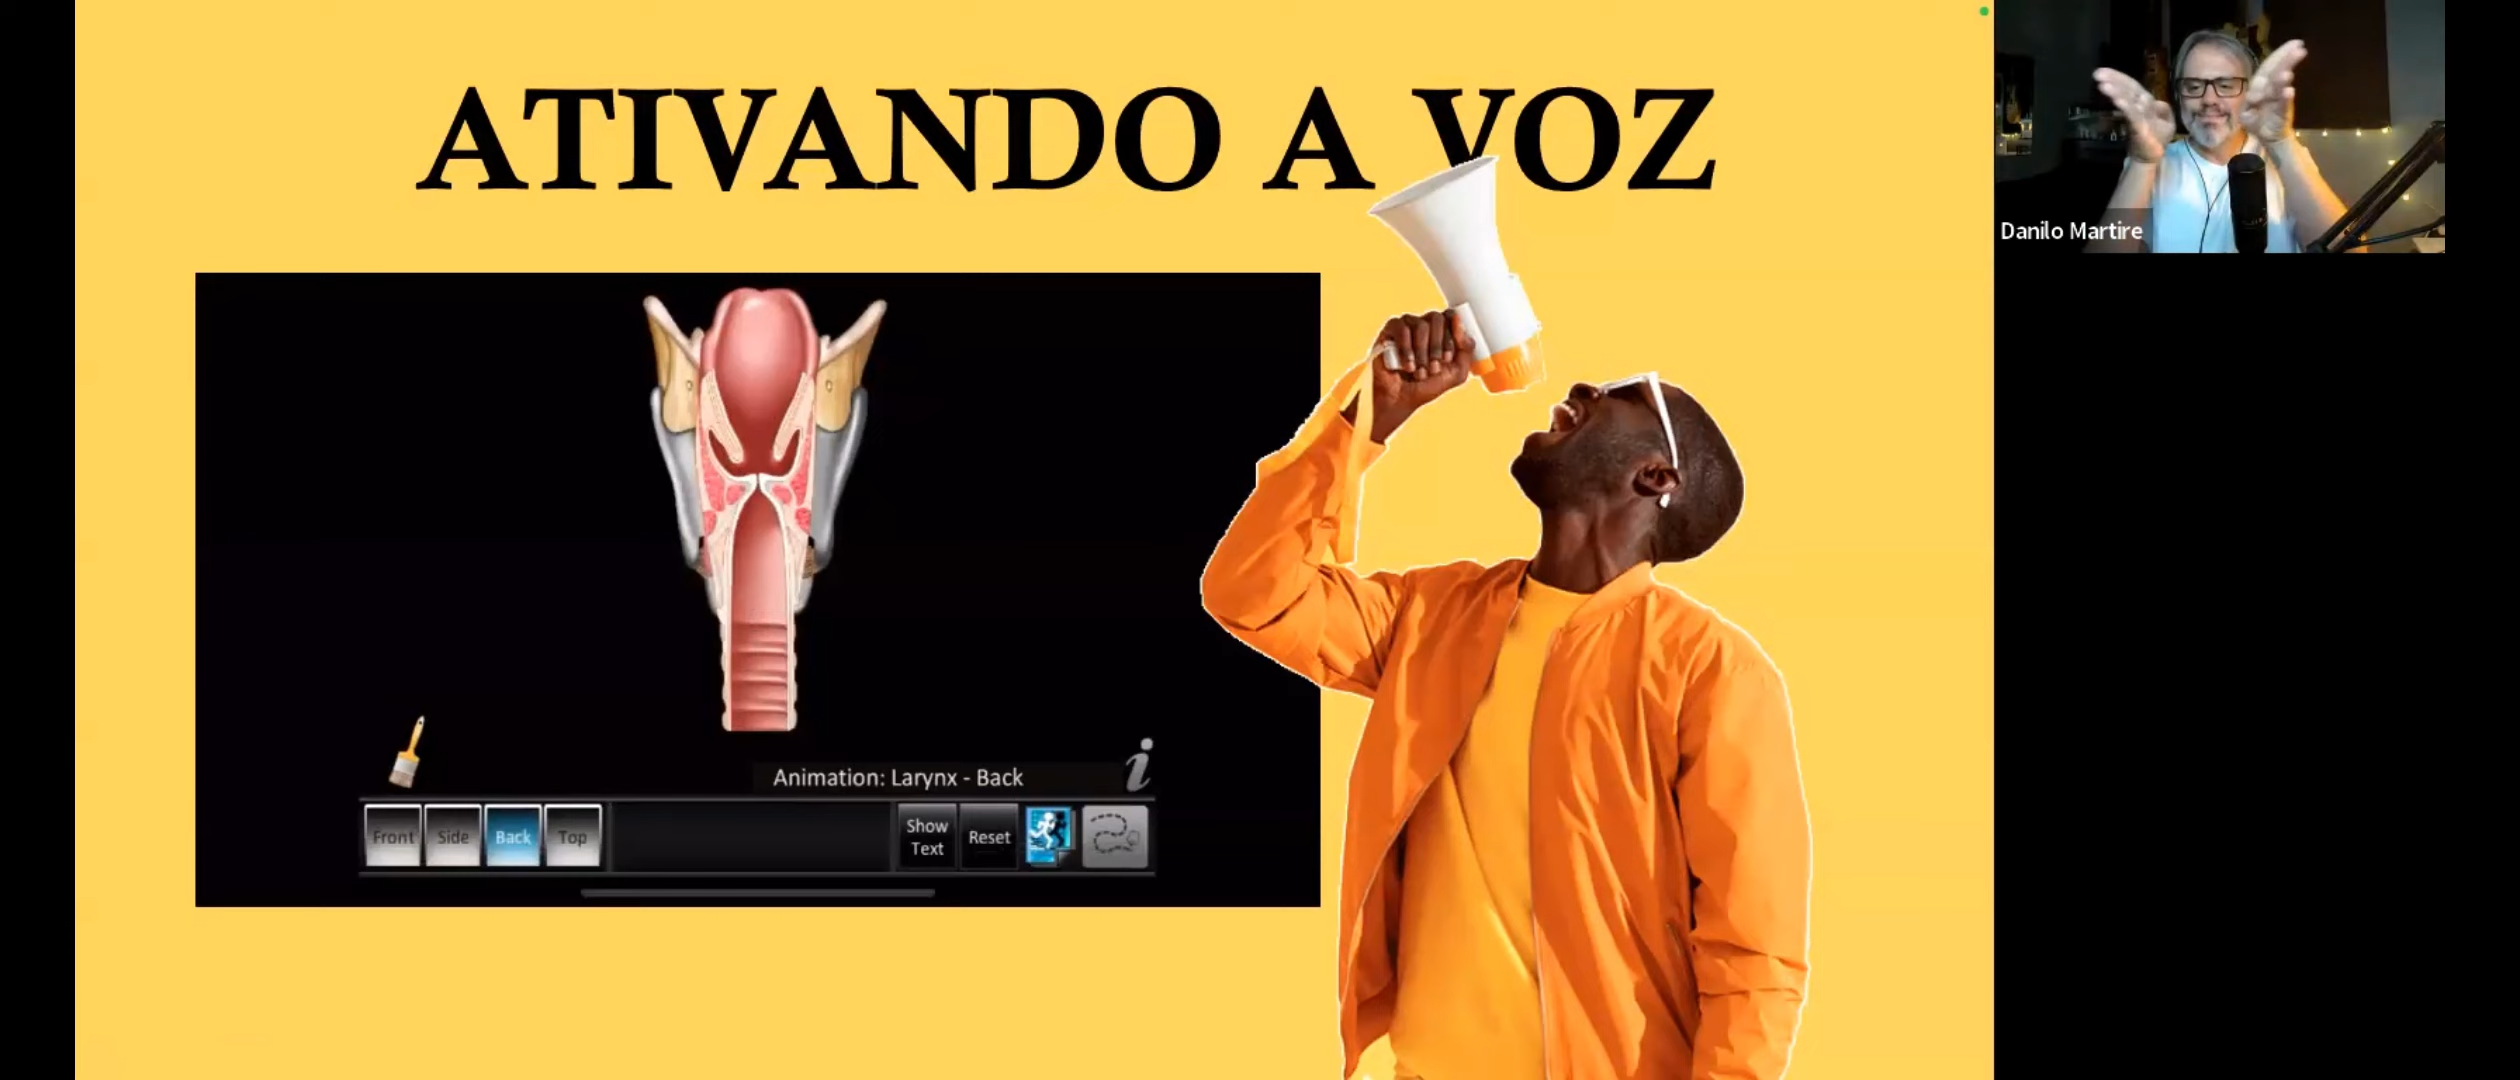 ATIVANDO A VOZ
Danilo Martire
Animation: Larynx - Back
Front Side Back Top Show Text Reset